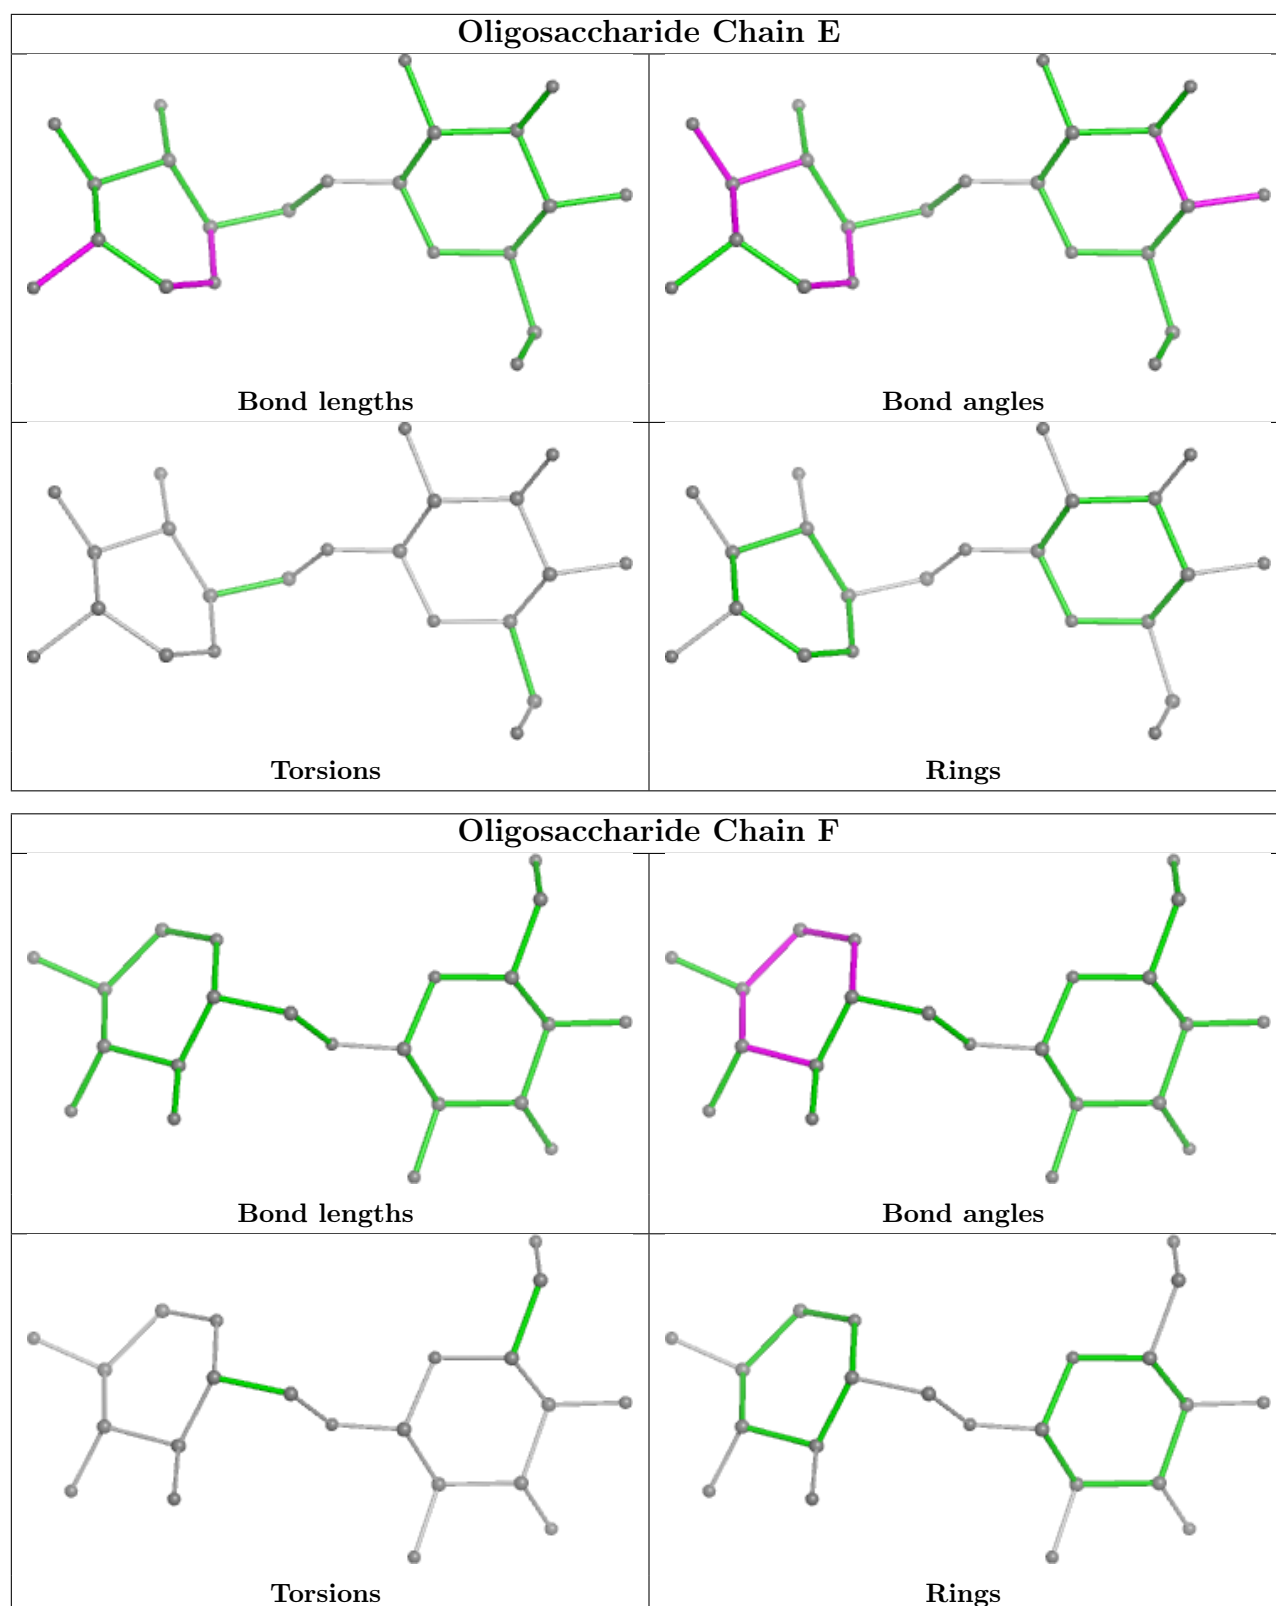 Oligosaccharide Chain E
Bond lengths
Bond angles
Torsions
Rings
Oligosaccharide Chain F
Bond lengths
Bond angles
Torsions
Rings